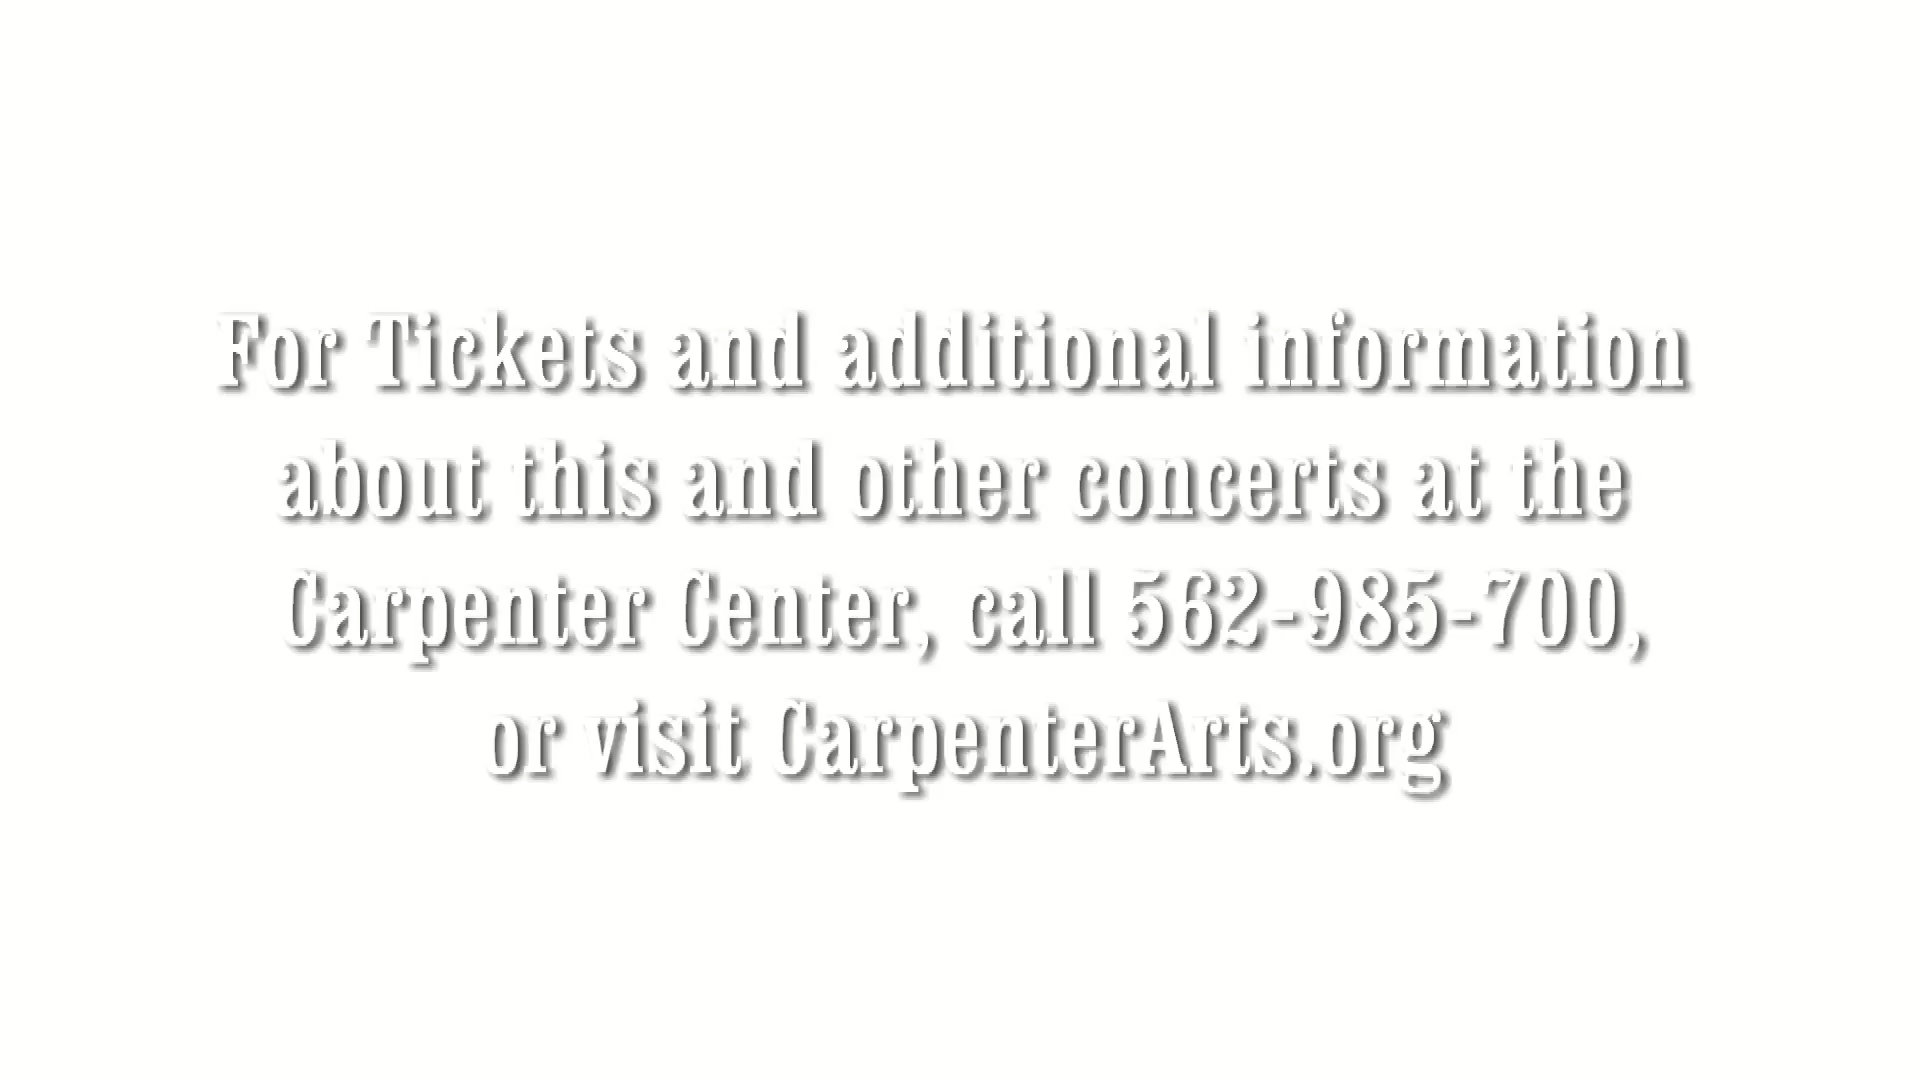 For Tickets and additional information
about this and other concerts at the
Carpenter Center, call 562-985-700,
or visit CarpenterArts.org